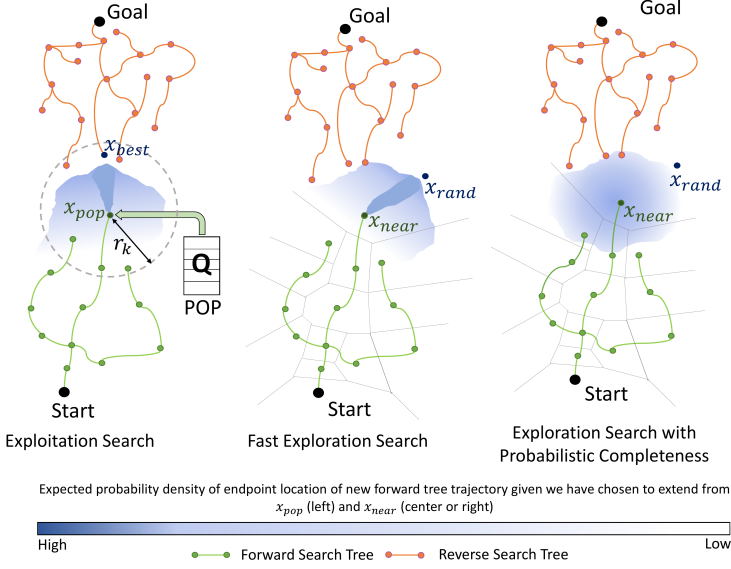 Goal
Goal
Goal
x_best
x_pop
r_k
Q
POP
x_rand
x_near
x_rand
x_near
Start
Start
Start
Exploitation Search
Fast Exploration Search
Exploration Search with
Probabilistic Completeness
Expected probability density of endpoint location of new forward tree trajectory given we have chosen to extend from
x_pop (left) and x_near (center or right)
High
Low
Forward Search Tree
Reverse Search Tree